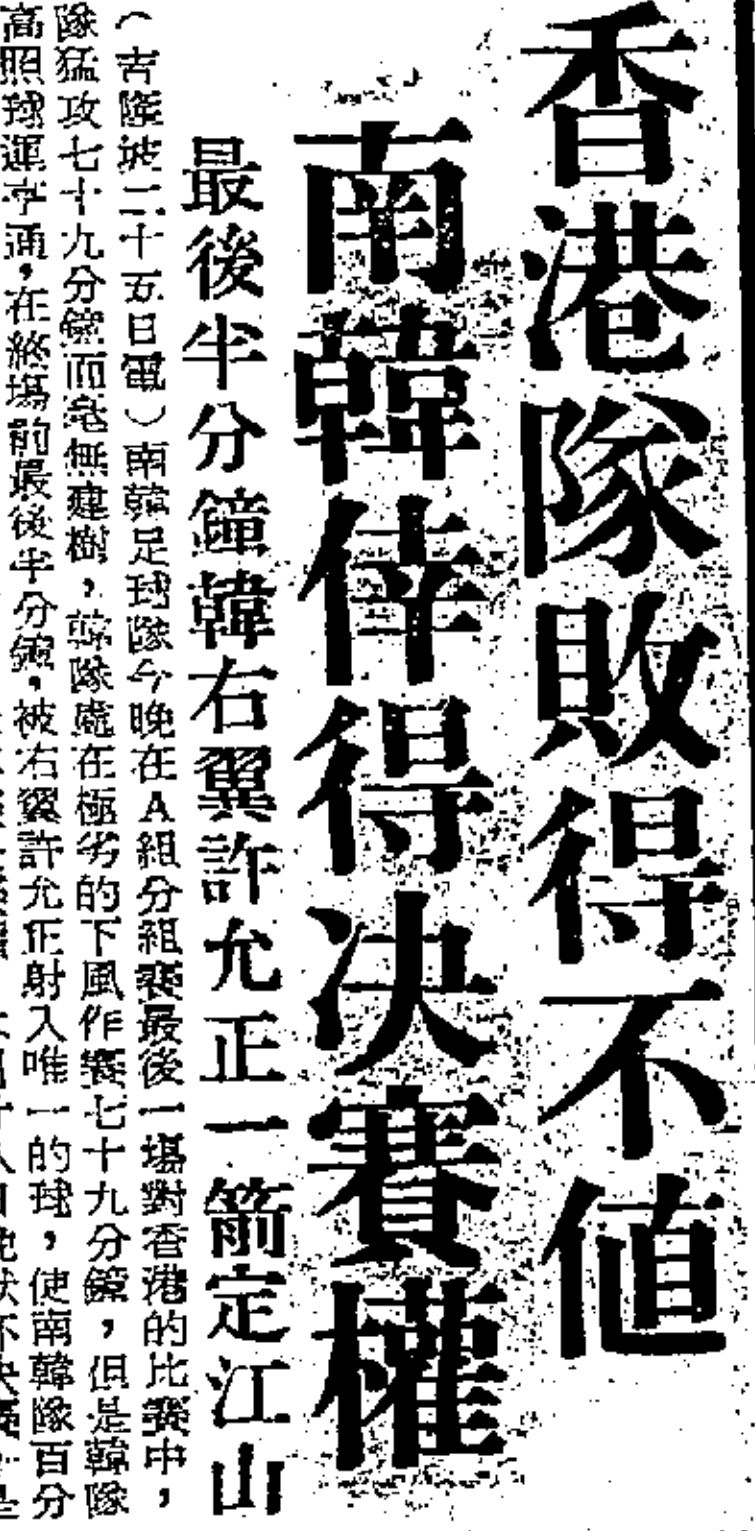 香港隊敗得不值
南韓倖得决賽權
最後半分鐘韓右翼許允正一箭定江山
（吉隆坡二十五日電）南韓足球隊今晚在A組分組賽最後一場對香港的比賽中，
隊猛攻七十九分鐘而毫無建樹，韓隊處在極劣的下風作賽七十九分鐘，但是韓隊
高照球運亨通，在終場前最後半分鐘，被右翼許允正射入唯一的球，使南韓隊百分